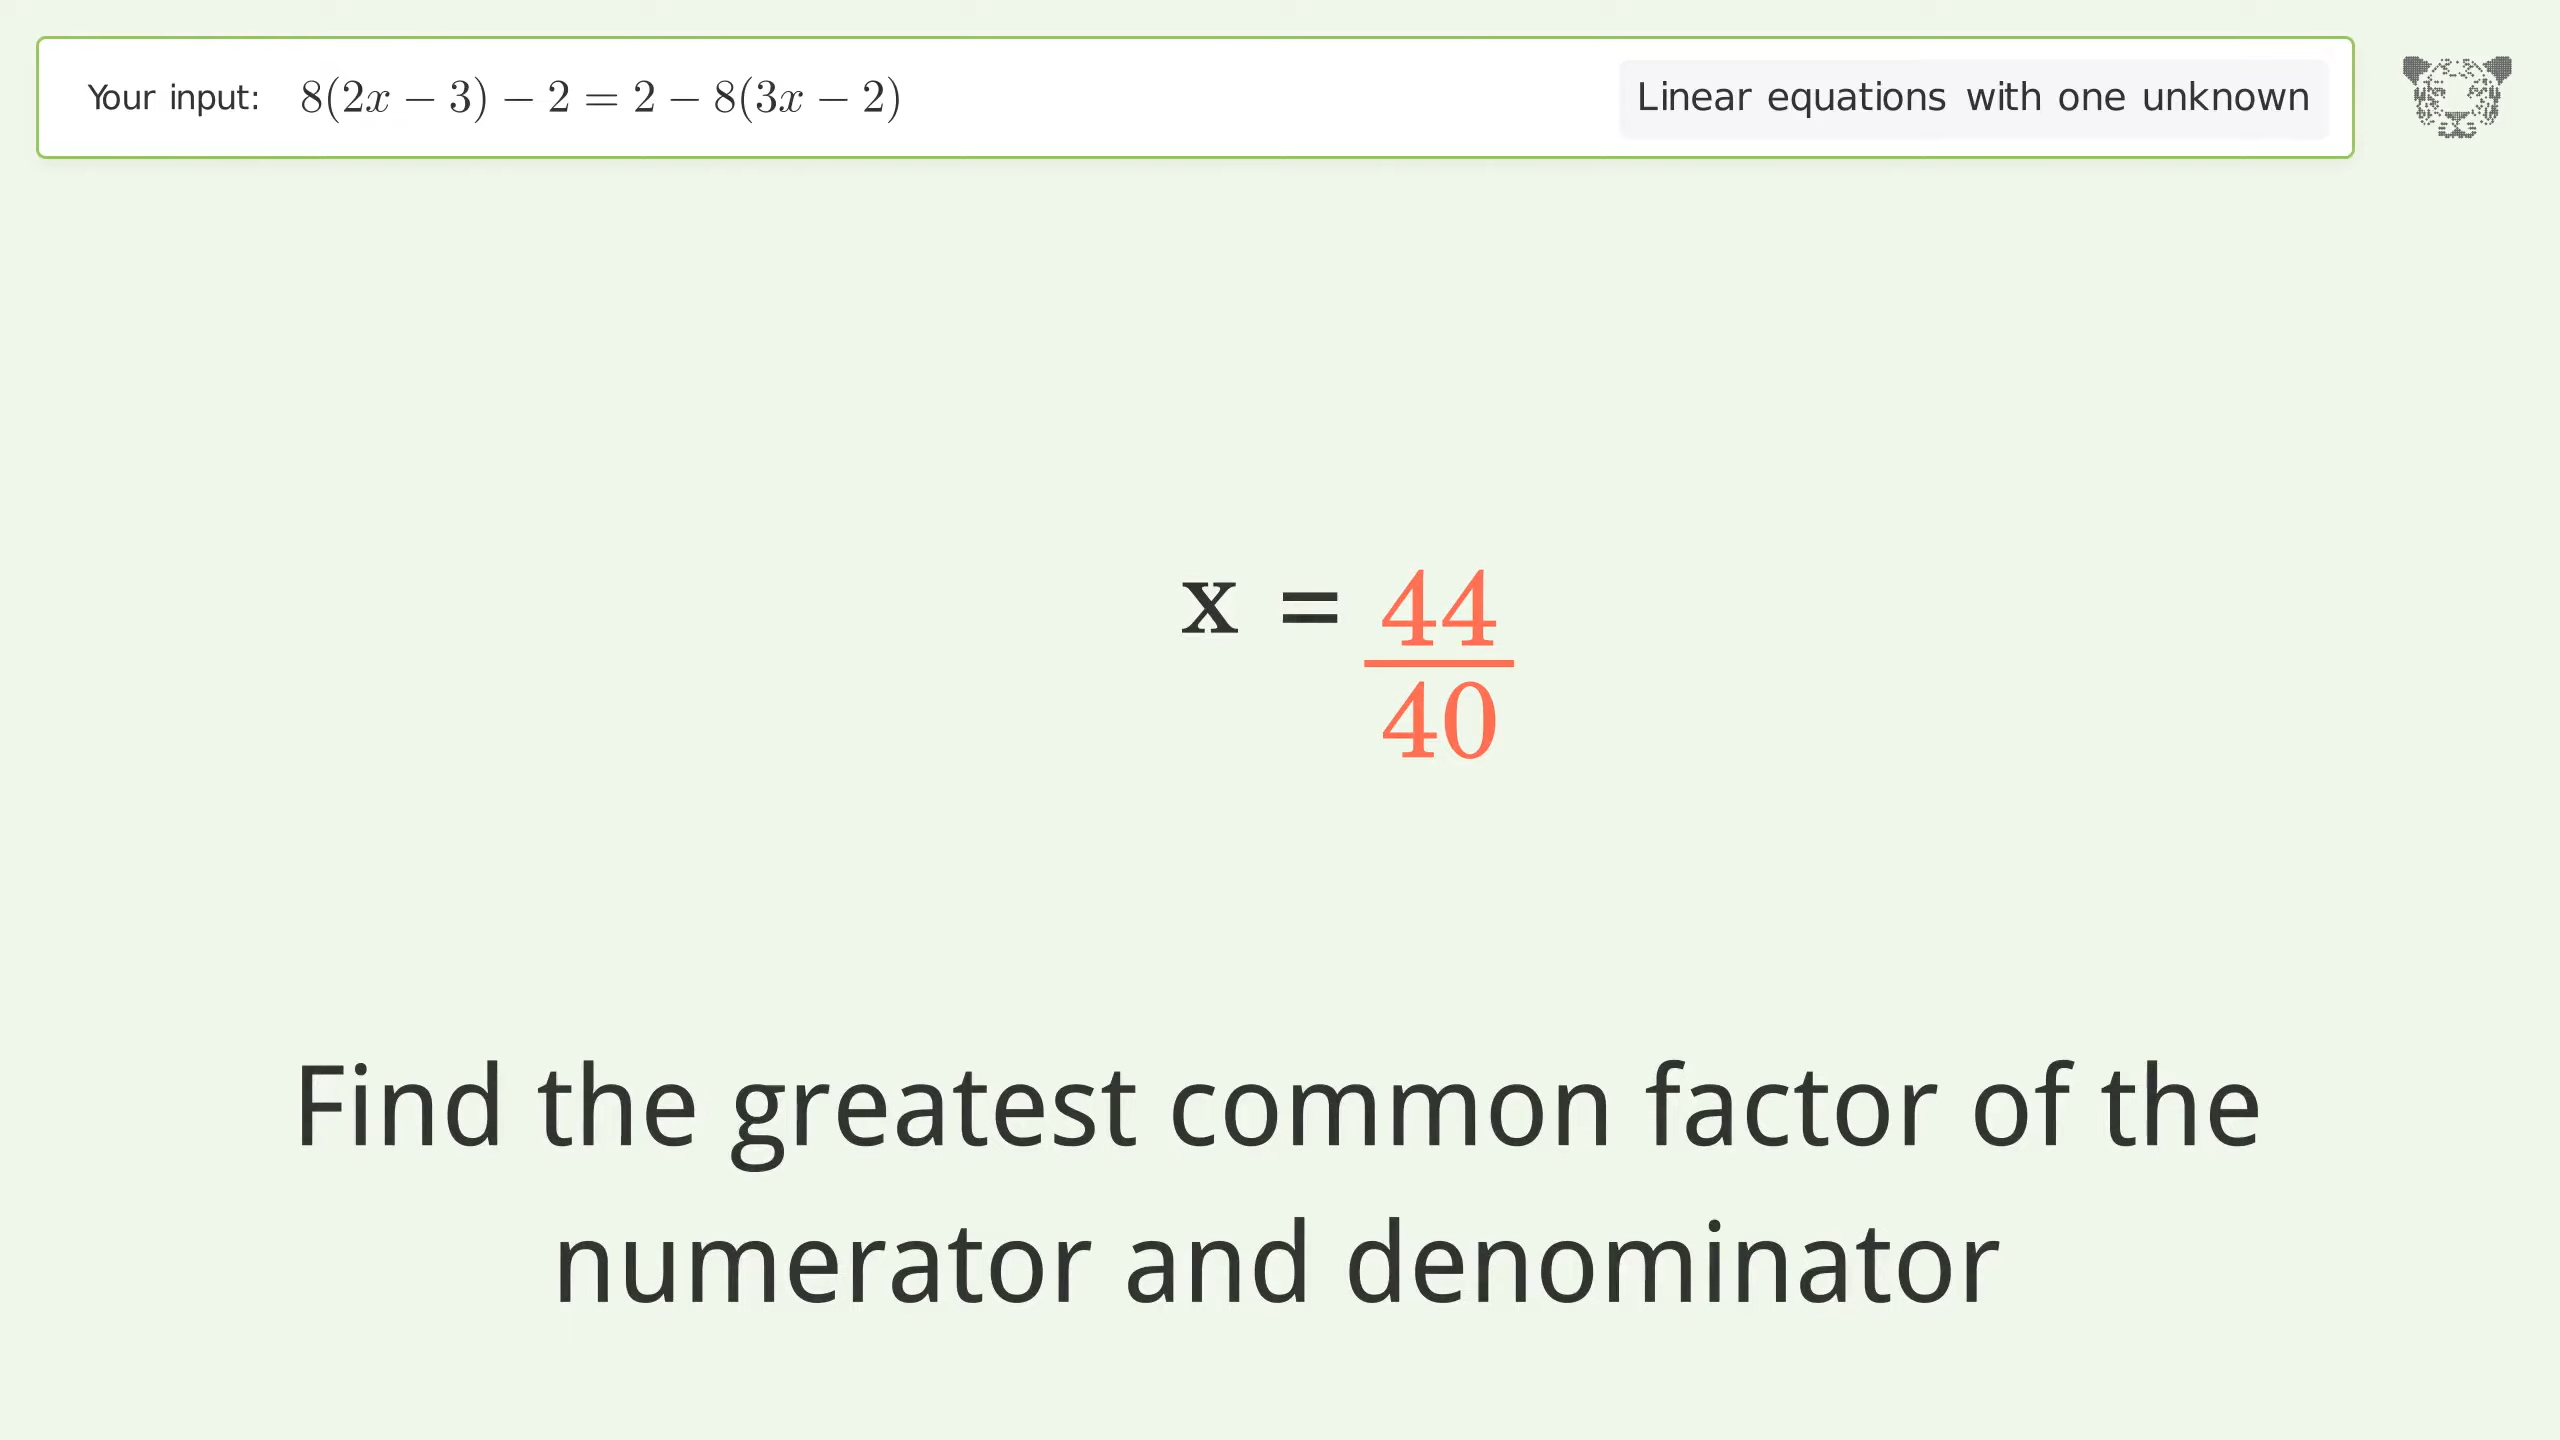 Your input: 8(2x − 3) − 2 = 2 − 8(3x − 2)
Linear equations with one unknown
x = 44/40
Find the greatest common factor of the
numerator and denominator